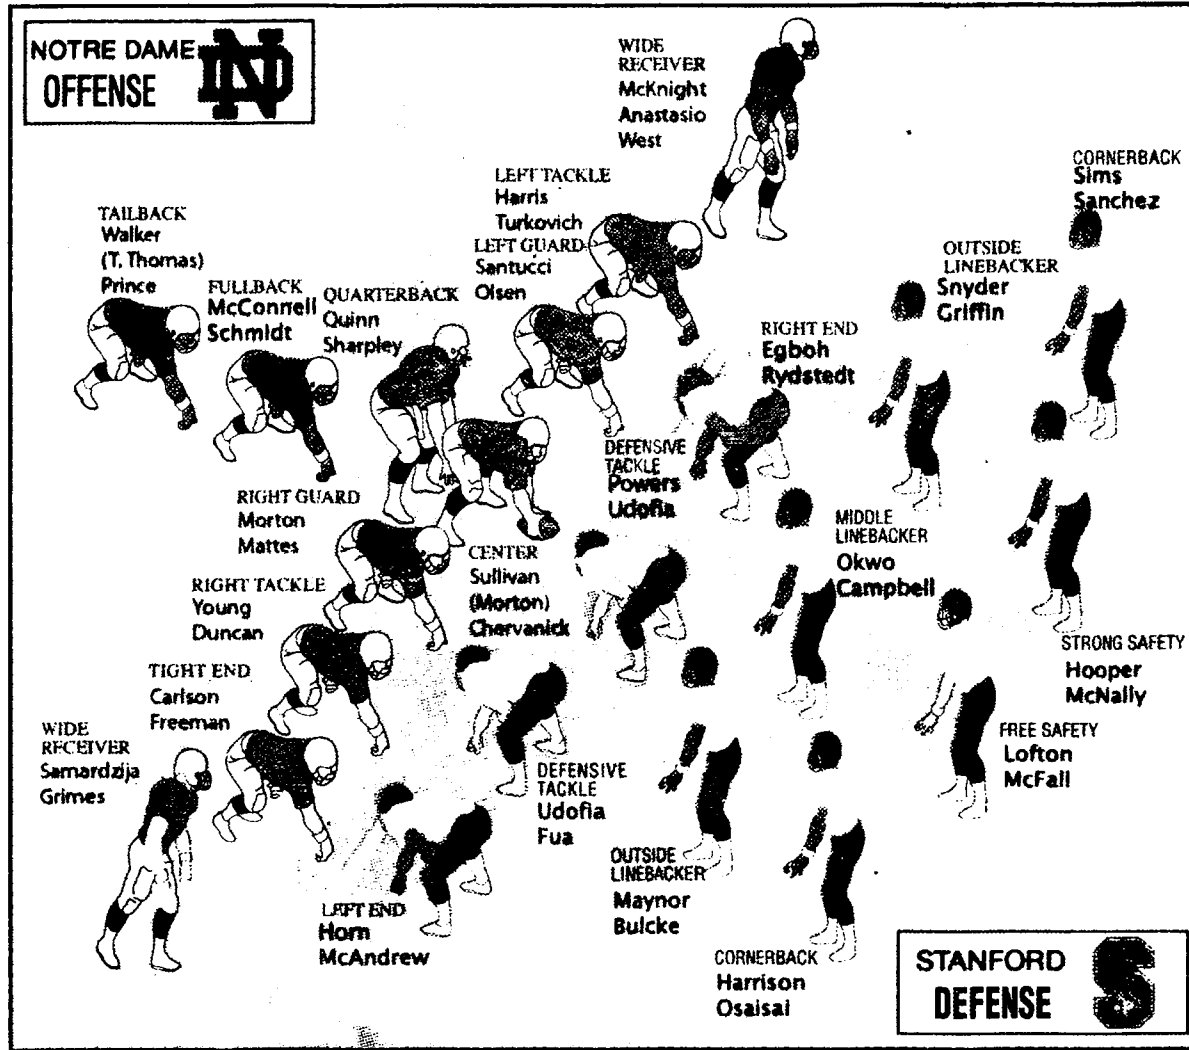 NOTRE DAME
OFFENSE
ND
WIDE
RECEIVER
McKnight
Anastasio
West
CORNERBACK
Sims
Sanchez
LEFT TACKLE
Harris
Turkovich
TAILBACK
Walker
(T. Thomas)
Prince
LEFT GUARD
Santucci
Olsen
OUTSIDE
LINEBACKER
Snyder
Griffin
FULLBACK
McConnell
Schmidt
QUARTERBACK
Quinn
Sharpley
RIGHT END
Egboh
Rydstedt
DEFENSIVE
TACKLE
Powers
Udofia
RIGHT GUARD
Morton
Mattes
MIDDLE
LINEBACKER
Okwo
Campbell
CENTER
Sullivan
(Morton)
Chervanick
RIGHT TACKLE
Young
Duncan
STRONG SAFETY
Hooper
McNally
TIGHT END
Carlson
Freeman
WIDE
RECEIVER
Samardzija
Grimes
FREE SAFETY
Lofton
McFall
DEFENSIVE
TACKLE
Udofia
Fua
OUTSIDE
LINEBACKER
Maynor
Bulcke
LEFT END
Horn
McAndrew
CORNERBACK
Harrison
Osaisai
STANFORD
DEFENSE
S